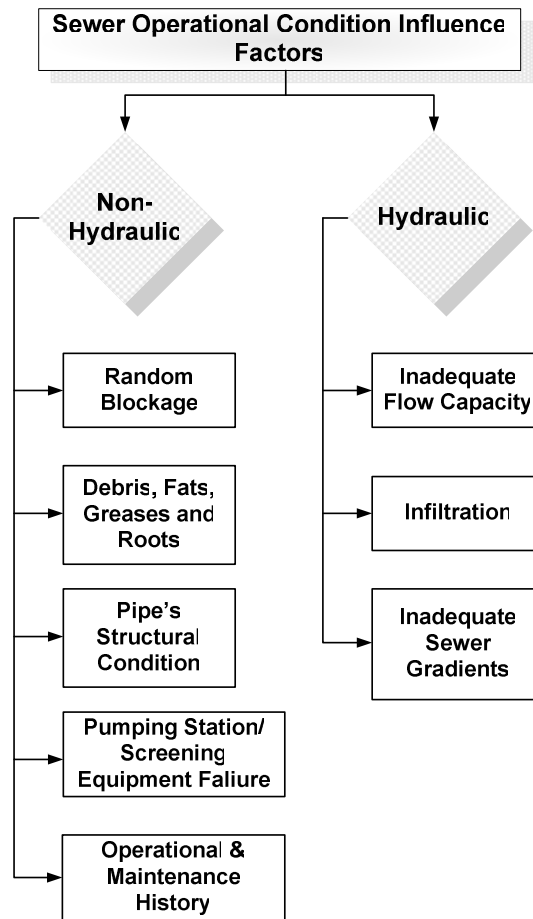 Sewer Operational Condition Influence
Factors
Non-
Hydraulic
Hydraulic
Random
Blockage
Debris, Fats,
Greases and
Roots
Pipe's
Structural
Condition
Pumping Station/
Screening
Equipment Faliure
Operational &
Maintenance
History
Inadequate
Flow Capacity
Infiltration
Inadequate
Sewer
Gradients